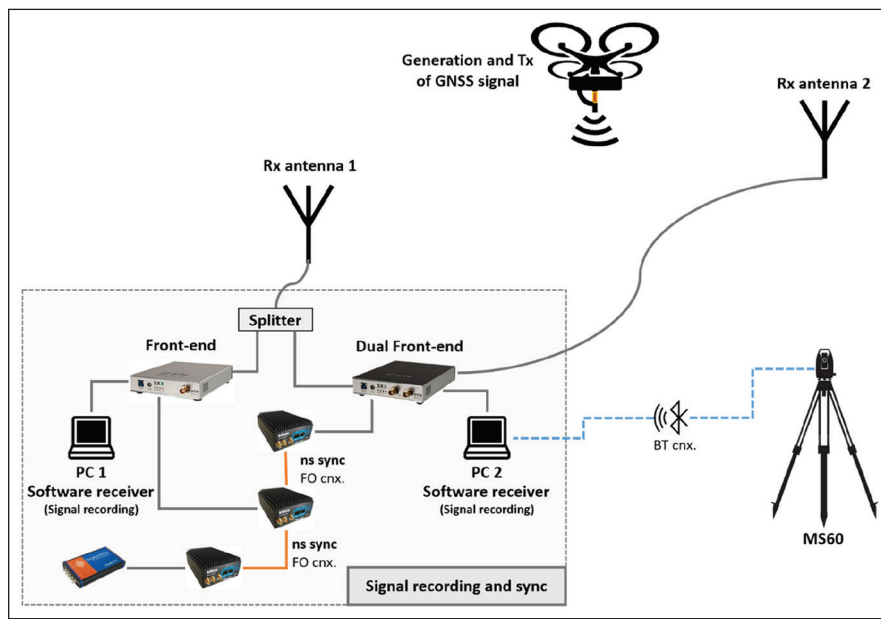 Generation and Tx
of GNSS signal
Rx antenna 2
Rx antenna 1
Splitter
Front-end
Dual Front-end
SX3
SX3
ns sync
FO cnx.
PC 1
Software receiver
(Signal recording)
PC 2
Software receiver
(Signal recording)
BT cnx.
ns sync
FO cnx.
MS60
Signal recording and sync